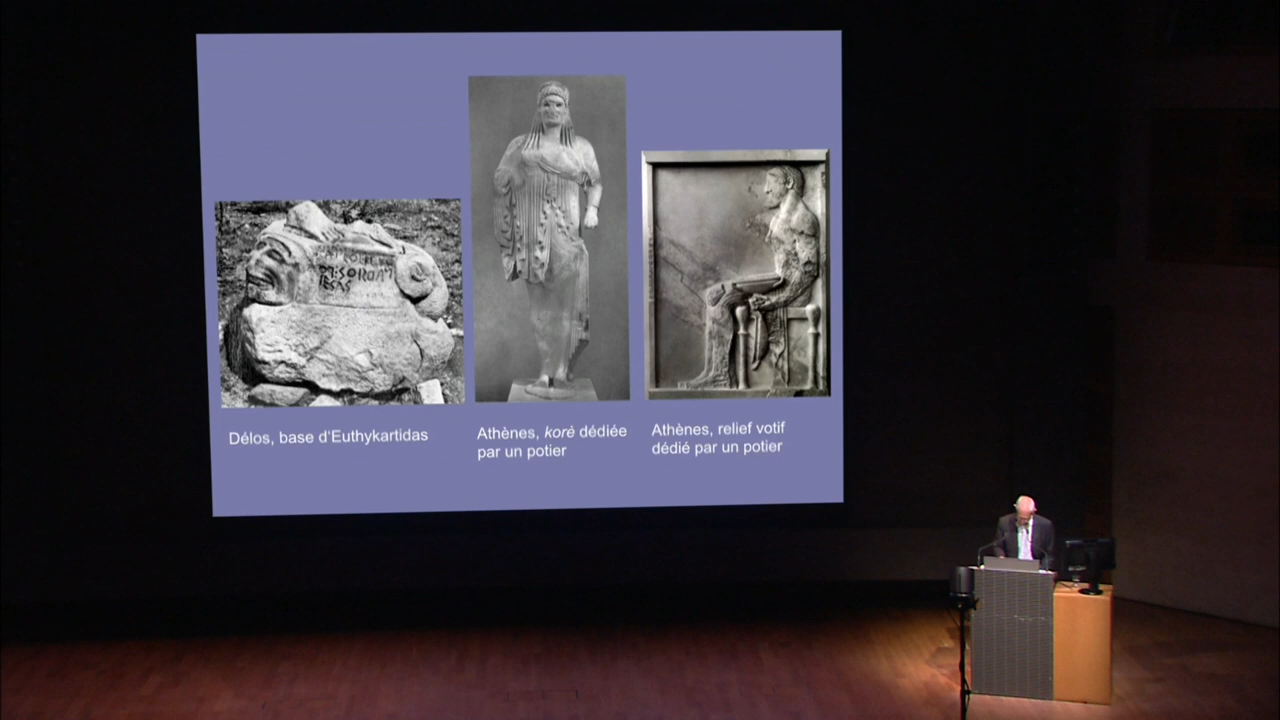 Délos, base d'Euthykartidas
Athènes, korè dédiée
par un potier
Athènes, relief votif
dédié par un potier